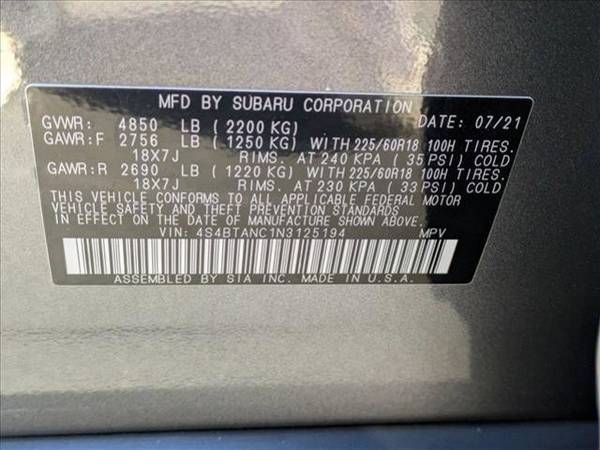 MFD BY SUBARU CORPORATION
GVWR: 4850 LB ( 2200 KG) DATE: 07/21
GAWR:F 2756 LB ( 1250 KG) WITH 225/60R18 100H TIRES.
18X7J RIMS. AT 240 KPA ( 35 PSI) COLD
GAWR:R 2690 LB ( 1220 KG) WITH 225/60R18 100H TIRES.
18X7J RIMS. AT 230 KPA ( 33 PSI) COLD
THIS VEHICLE CONFORMS TO ALL APPLICABLE FEDERAL MOTOR
VEHICLE SAFETY, AND THEFT PREVENTION STANDARDS
IN EFFECT ON THE DATE OF MANUFACTURE SHOWN ABOVE.
VIN: 4S4BTANC1N3125194 MPV
ASSEMBLED BY SIA INC. MADE IN U.S.A.